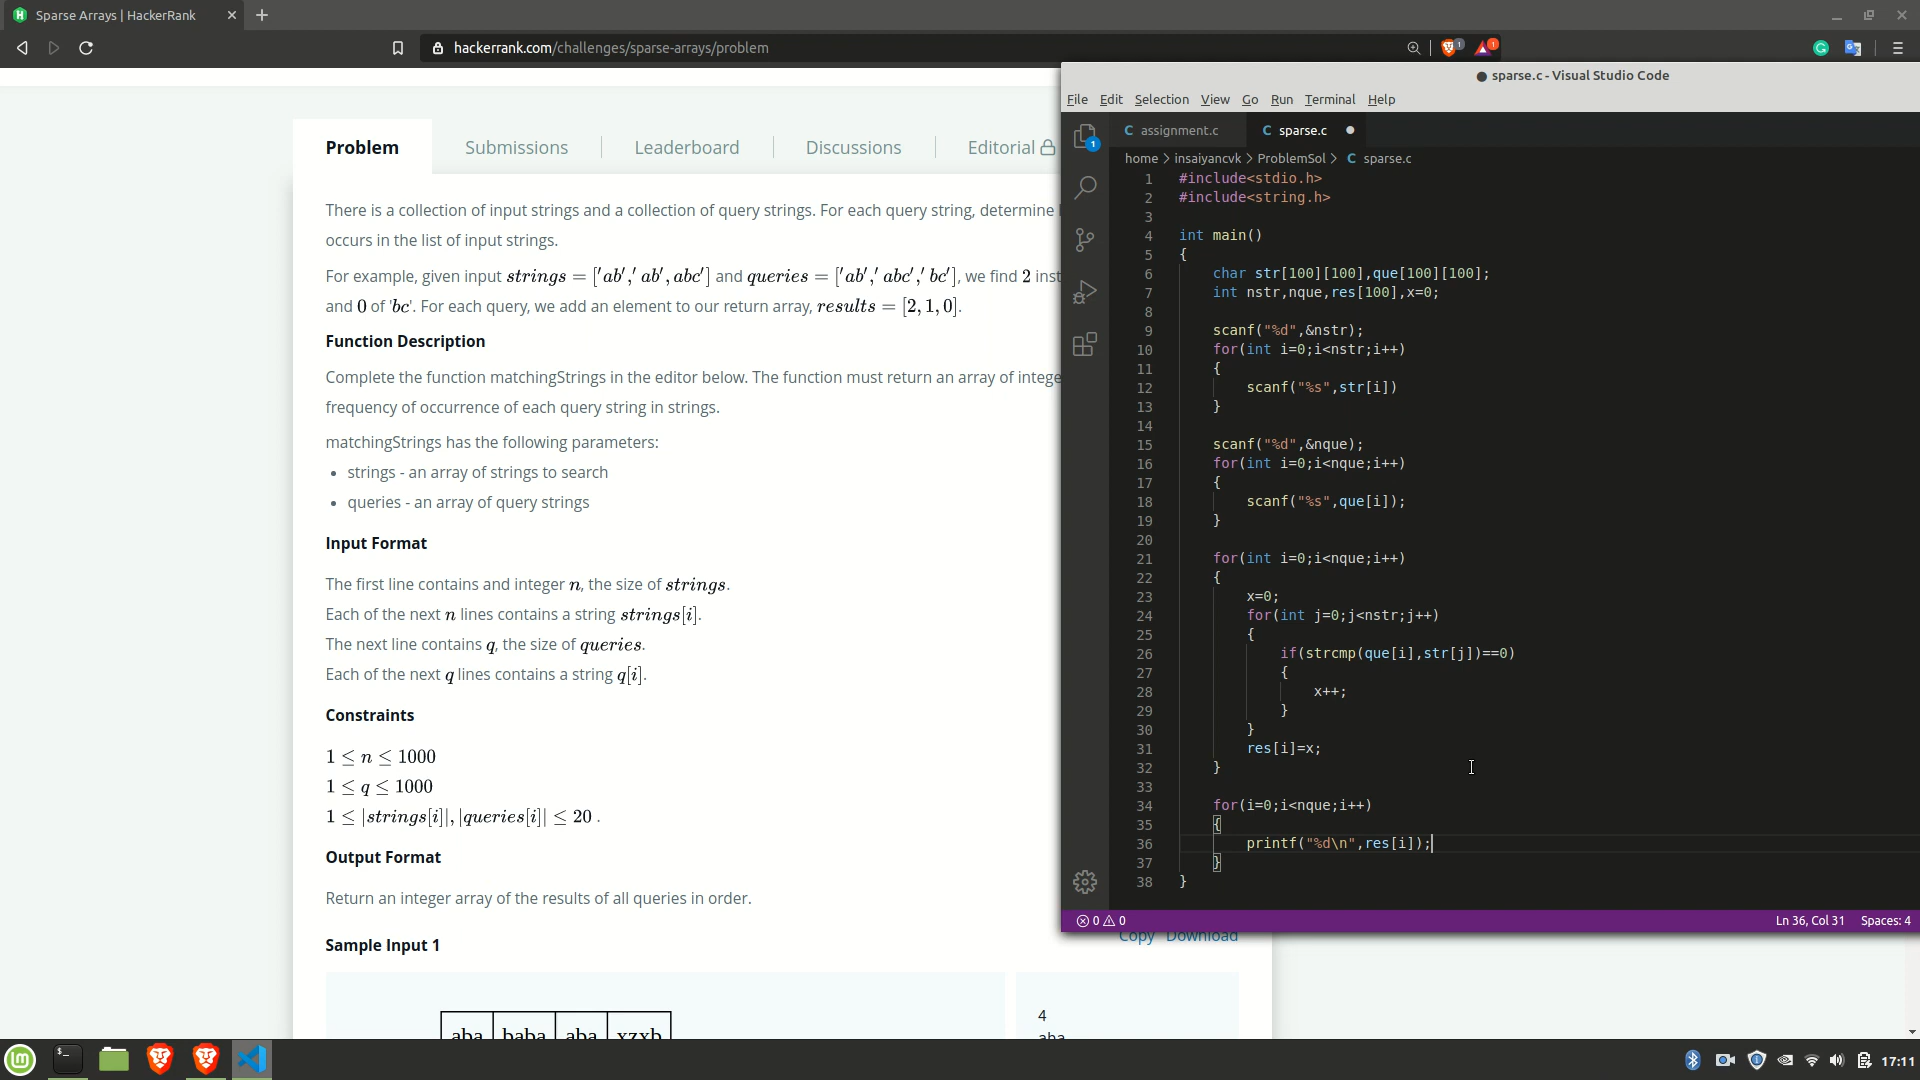 Sparse Arrays | HackerRank
hackerrank.com/challenges/sparse-arrays/problem
1
1
Problem
Submissions
Leaderboard
Discussions
Editorial
There is a collection of input strings and a collection of query strings. For each query string, determine
occurs in the list of input strings.
For example, given input strings = ['ab',' ab', abc'] and queries = ['ab',' abc',' bc'], we find 2 inst
and 0 of 'bc'. For each query, we add an element to our return array, results = [2, 1, 0].
Function Description
Complete the function matchingStrings in the editor below. The function must return an array of intege
frequency of occurrence of each query string in strings.
matchingStrings has the following parameters:
• strings - an array of strings to search
• queries - an array of query strings
Input Format
The first line contains and integer n, the size of strings.
Each of the next n lines contains a string strings[i].
The next line contains q, the size of queries.
Each of the next q lines contains a string q[i].
Constraints
1 ≤ n ≤ 1000
1 ≤ q ≤ 1000
1 ≤ |strings[i]|, |queries[i]| ≤ 20 .
Output Format
Return an integer array of the results of all queries in order.
Sample Input 1
Copy Download
aba baba aba xzxb
4
aba
● sparse.c - Visual Studio Code
File Edit Selection View Go Run Terminal Help
1
C assignment.c
C sparse.c ●
home > insaiyancvk > ProblemSol > C sparse.c
1 #include<stdio.h>
2 #include<string.h>
3
4 int main()
5 {
6 char str[100][100],que[100][100];
7 int nstr,nque,res[100],x=0;
8
9 scanf("%d",&nstr);
10 for(int i=0;i<nstr;i++)
11 {
12 scanf("%s",str[i])
13 }
14
15 scanf("%d",&nque);
16 for(int i=0;i<nque;i++)
17 {
18 scanf("%s",que[i]);
19 }
20
21 for(int i=0;i<nque;i++)
22 {
23 x=0;
24 for(int j=0;j<nstr;j++)
25 {
26 if(strcmp(que[i],str[j])==0)
27 {
28 x++;
29 }
30 }
31 res[i]=x;
32 }
33
34 for(i=0;i<nque;i++)
35 {
36 printf("%d\n",res[i]);
37 }
38 }
0 0
Ln 36, Col 31 Spaces: 4
17:11